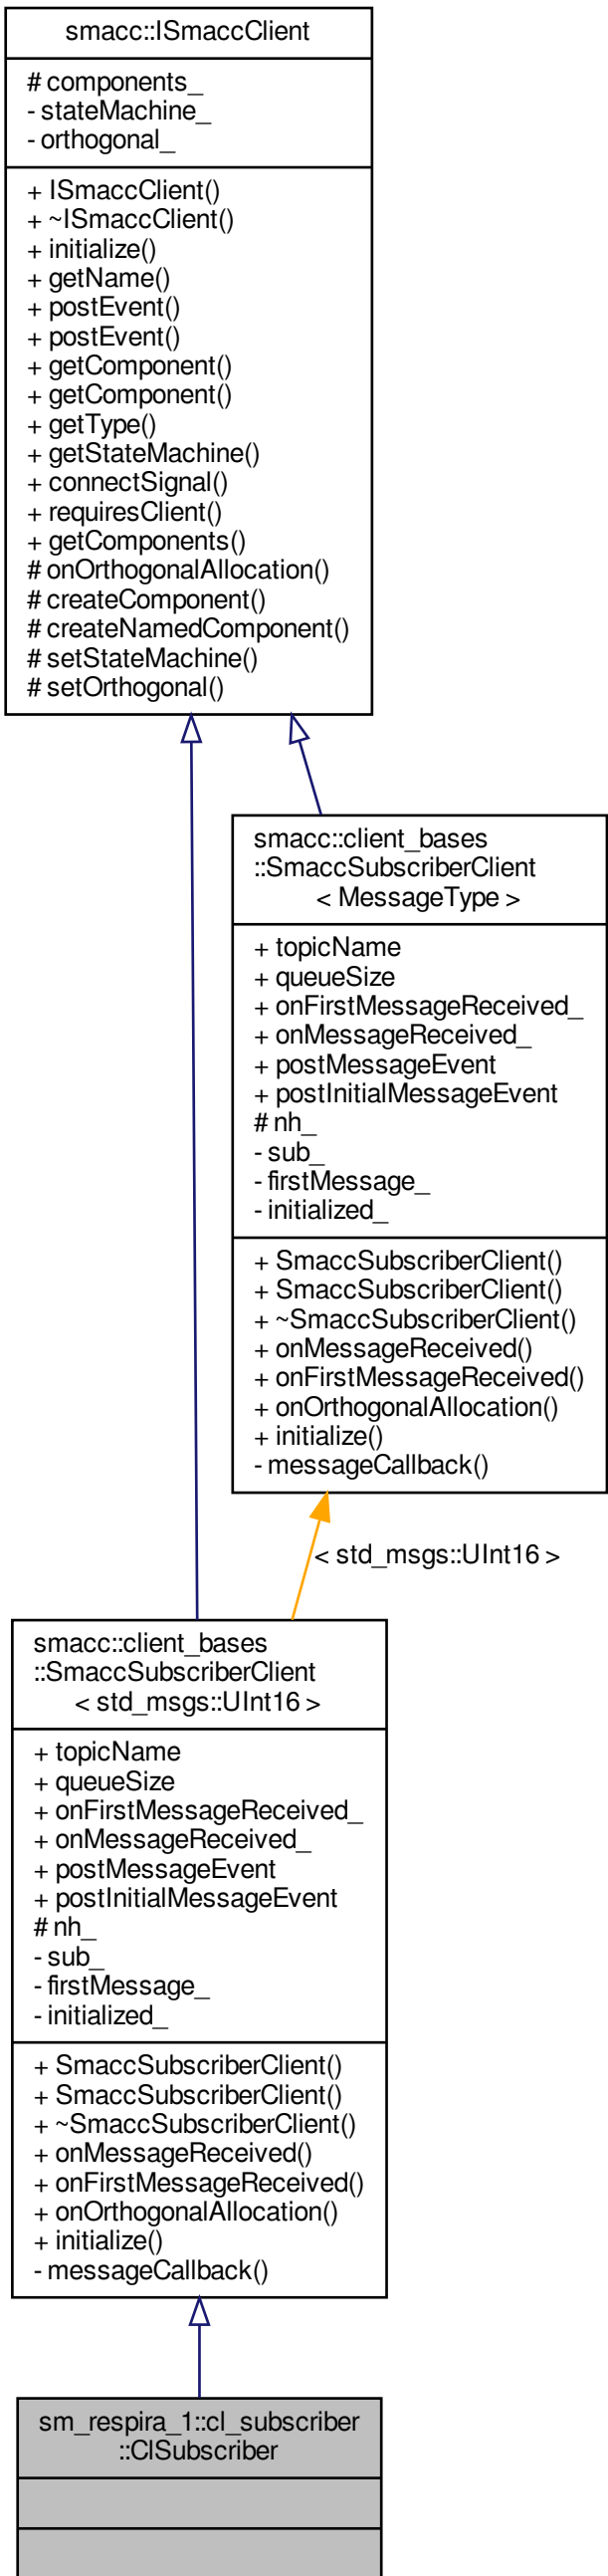 smacc::ISmaccClient
# components_
- stateMachine_
- orthogonal_
+ ISmaccClient()
+ ~ISmaccClient()
+ initialize()
+ getName()
+ postEvent()
+ postEvent()
+ getComponent()
+ getComponent()
+ getType()
+ getStateMachine()
+ connectSignal()
+ requiresClient()
+ getComponents()
# onOrthogonalAllocation()
# createComponent()
# createNamedComponent()
# setStateMachine()
# setOrthogonal()
smacc::client_bases
::SmaccSubscriberClient
< MessageType >
+ topicName
+ queueSize
+ onFirstMessageReceived_
+ onMessageReceived_
+ postMessageEvent
+ postInitialMessageEvent
# nh_
- sub_
- firstMessage_
- initialized_
+ SmaccSubscriberClient()
+ SmaccSubscriberClient()
+ ~SmaccSubscriberClient()
+ onMessageReceived()
+ onFirstMessageReceived()
+ onOrthogonalAllocation()
+ initialize()
- messageCallback()
< std_msgs::UInt16 >
smacc::client_bases
::SmaccSubscriberClient
< std_msgs::UInt16 >
+ topicName
+ queueSize
+ onFirstMessageReceived_
+ onMessageReceived_
+ postMessageEvent
+ postInitialMessageEvent
# nh_
- sub_
- firstMessage_
- initialized_
+ SmaccSubscriberClient()
+ SmaccSubscriberClient()
+ ~SmaccSubscriberClient()
+ onMessageReceived()
+ onFirstMessageReceived()
+ onOrthogonalAllocation()
+ initialize()
- messageCallback()
sm_respira_1::cl_subscriber
::ClSubscriber